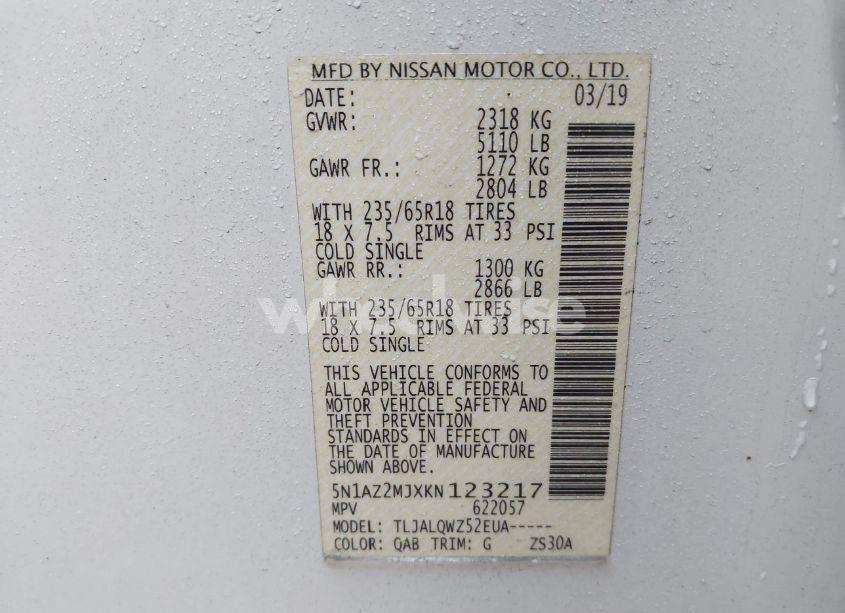 MFD BY NISSAN MOTOR CO., LTD.
DATE: 03/19
GVWR: 2318 KG
5110 LB
GAWR FR.: 1272 KG
2804 LB
WITH 235/65R18 TIRES
18 X 7.5 RIMS AT 33 PSI
COLD SINGLE
GAWR RR.: 1300 KG
2866 LB
WITH 235/65R18 TIRES
18 X 7.5 RIMS AT 33 PSI
COLD SINGLE
THIS VEHICLE CONFORMS TO
ALL APPLICABLE FEDERAL
MOTOR VEHICLE SAFETY AND
THEFT PREVENTION
STANDARDS IN EFFECT ON
THE DATE OF MANUFACTURE
SHOWN ABOVE.
5N1AZ2MJXKN123217
MPV 622057
MODEL: TLJALQWZ52EUA-----
COLOR: QAB TRIM: G ZS30A